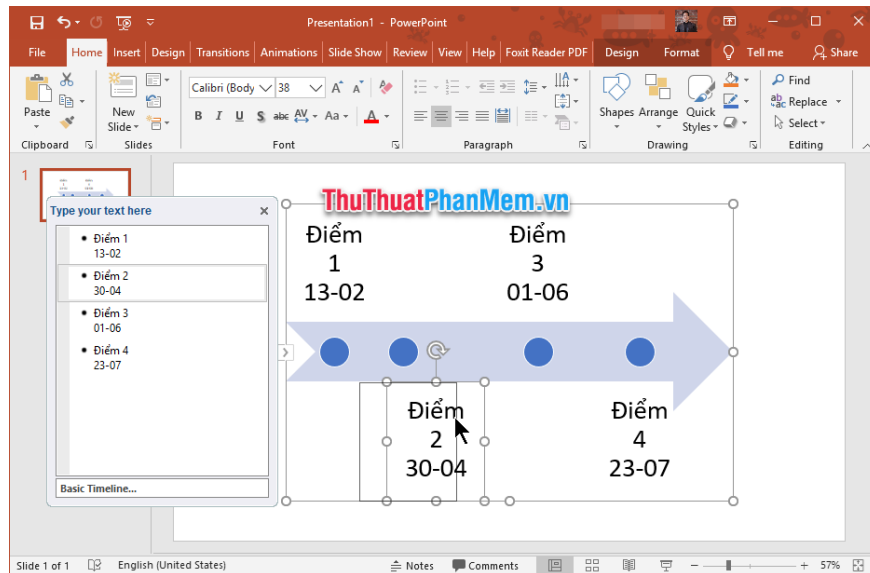 Presentation1 - PowerPoint
File Home Insert Design Transitions Animations Slide Show Review View Help Foxit Reader PDF Design Format Tell me Share
Paste
Clipboard
New
Slide
Slides
Calibri (Body 38 A A
B I U S abc AV Aa A
Font
Paragraph
Shapes Arrange Quick
Styles
Drawing
Find
Replace
Select
Editing
1
ThuThuatPhanMem.vn
Type your text here
Điểm 1
13-02
Điểm 2
30-04
Điểm 3
01-06
Điểm 4
23-07
Basic Timeline...
Điểm
1
13-02
Điểm
3
01-06
Điểm
2
30-04
Điểm
4
23-07
Slide 1 of 1 English (United States) Notes Comments 57%